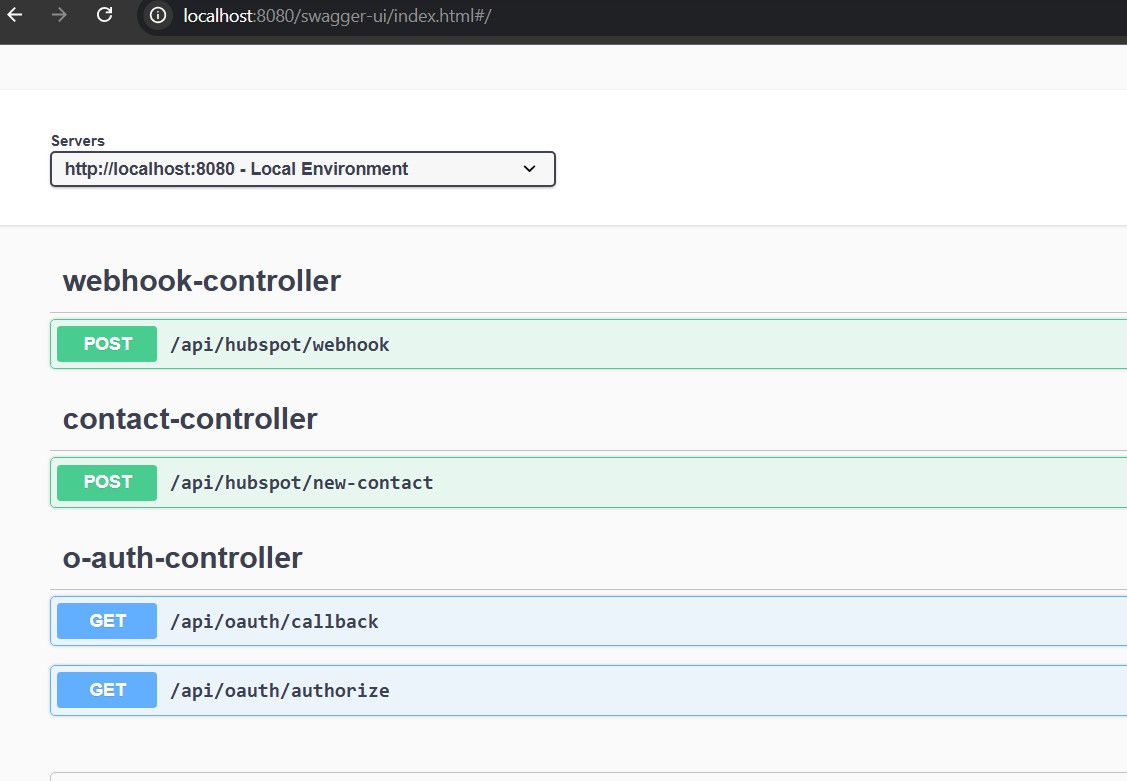 localhost:8080/swagger-ui/index.html#/
Servers
http://localhost:8080 - Local Environment
webhook-controller
POST /api/hubspot/webhook
contact-controller
POST /api/hubspot/new-contact
o-auth-controller
GET /api/oauth/callback
GET /api/oauth/authorize